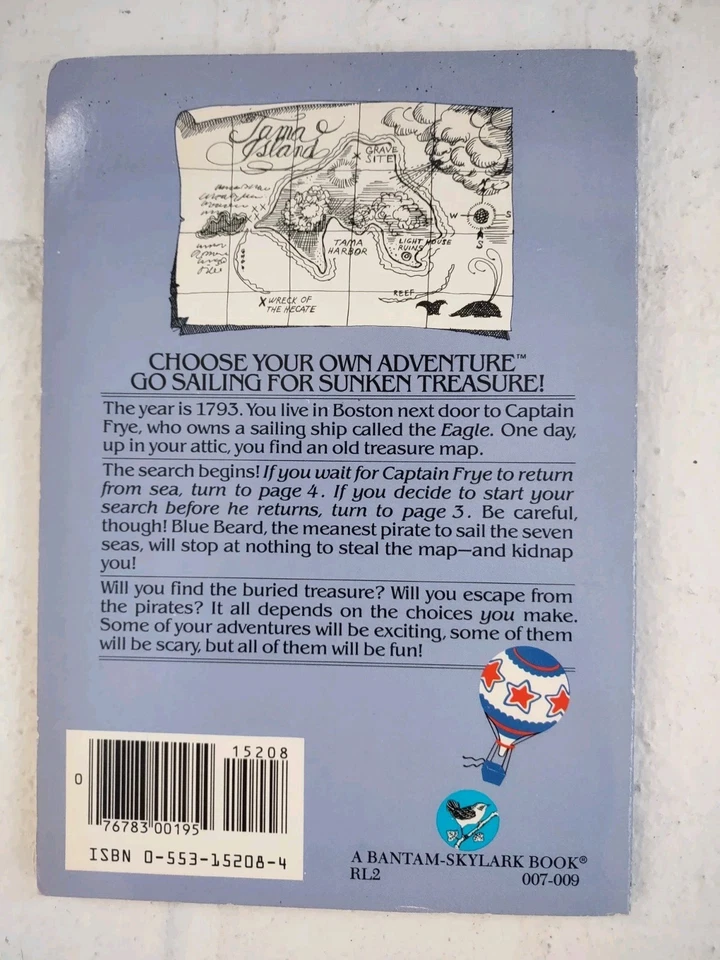 Tama
Island
GRAVE
SITE
N
W
S
S
TAMA
HARBOR
LIGHT HOUSE
RUINS
REEF
X WRECK OF
THE HECATE
CHOOSE YOUR OWN ADVENTURE™
GO SAILING FOR SUNKEN TREASURE!
The year is 1793. You live in Boston next door to Captain
Frye, who owns a sailing ship called the Eagle. One day,
up in your attic, you find an old treasure map.
The search begins! If you wait for Captain Frye to return
from sea, turn to page 4. If you decide to start your
search before he returns, turn to page 3. Be careful,
though! Blue Beard, the meanest pirate to sail the seven
seas, will stop at nothing to steal the map—and kidnap
you!
Will you find the buried treasure? Will you escape from
the pirates? It all depends on the choices you make.
Some of your adventures will be exciting, some of them
will be scary, but all of them will be fun!
15208
0
76783 00195
ISBN 0-553-15208-4
A BANTAM-SKYLARK BOOK®
RL2
007-009